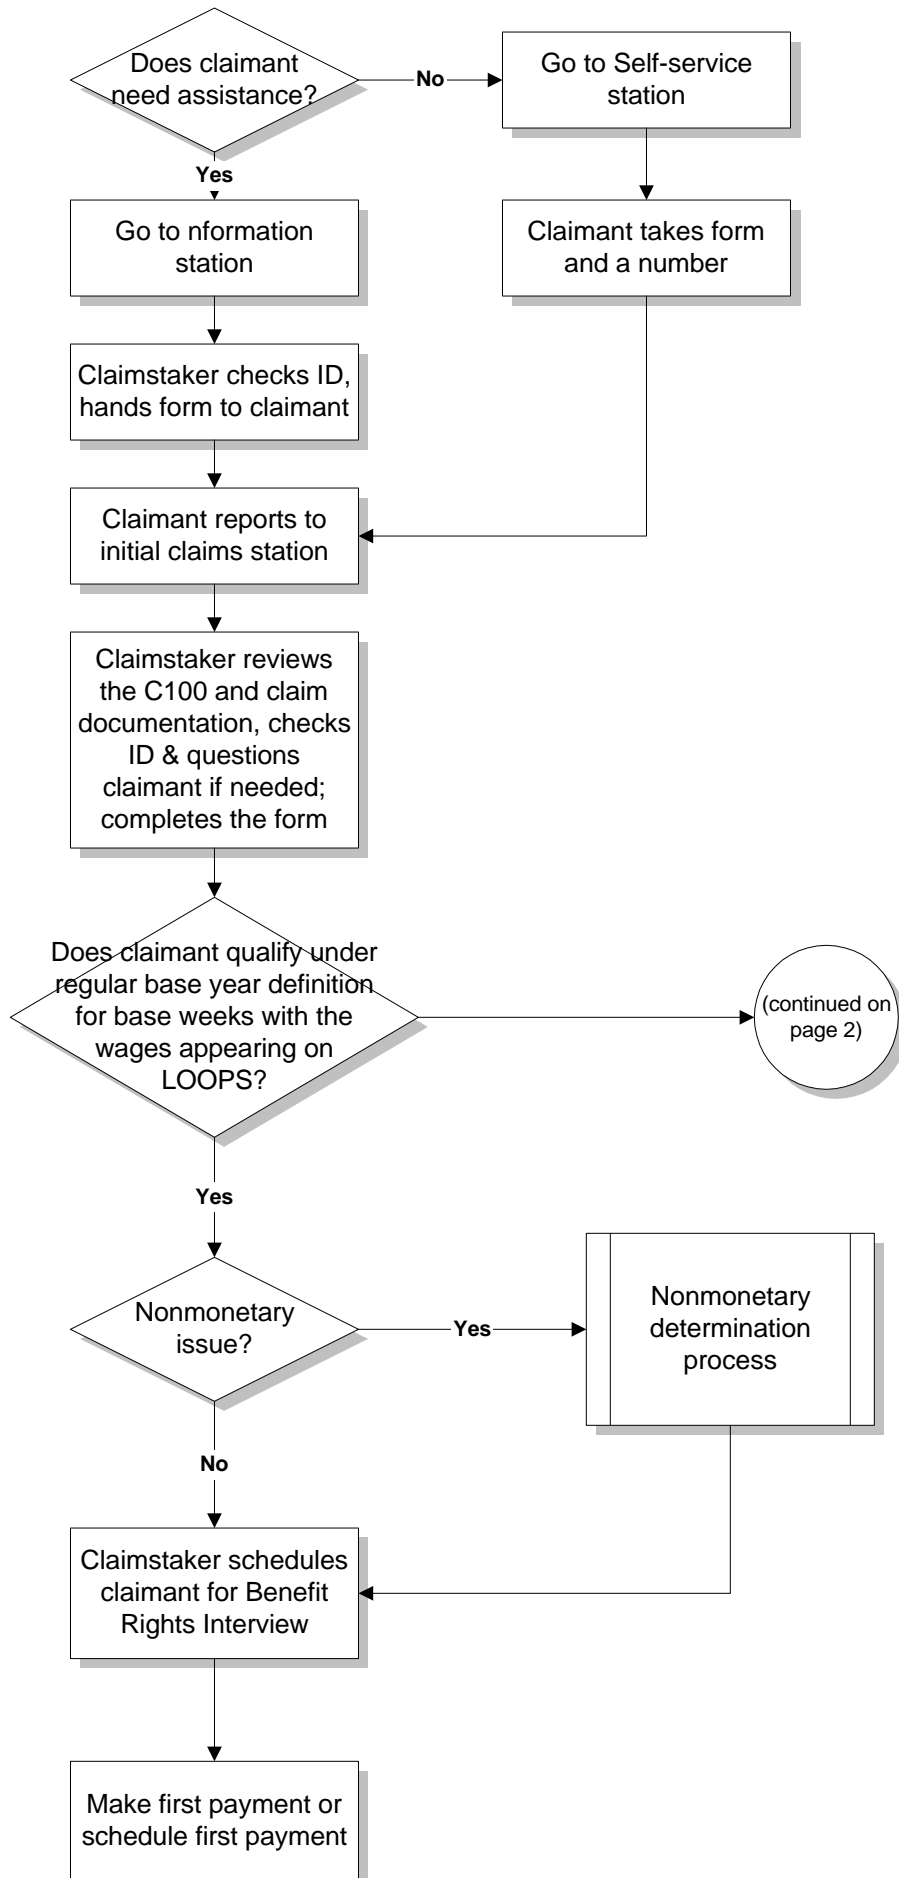 Does claimant
need assistance?
No
Go to Self-service
station
Yes
Go to nformation
station
Claimant takes form
and a number
Claimstaker checks ID,
hands form to claimant
Claimant reports to
initial claims station
Claimstaker reviews
the C100 and claim
documentation, checks
ID & questions
claimant if needed;
completes the form
Does claimant qualify under
regular base year definition
for base weeks with the
wages appearing on
LOOPS?
(continued on
page 2)
Yes
Nonmonetary
issue?
Yes
Nonmonetary
determination
process
No
Claimstaker schedules
claimant for Benefit
Rights Interview
Make first payment or
schedule first payment